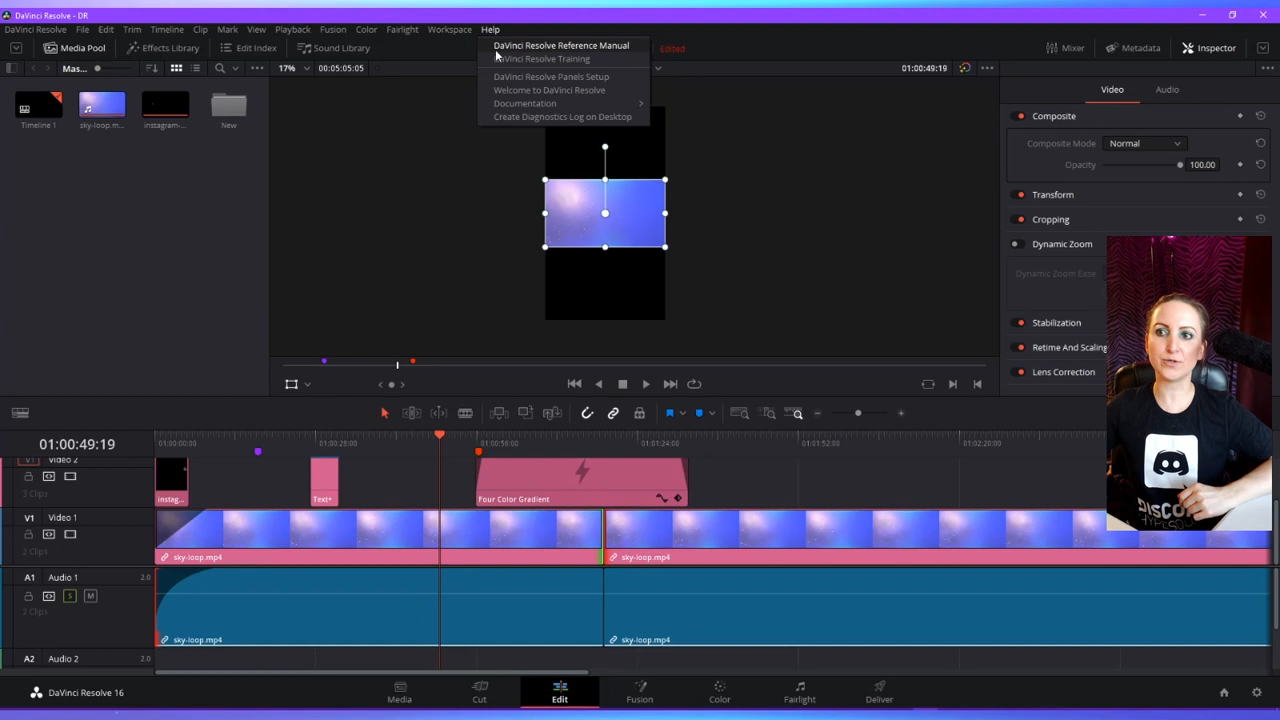 DaVinci Resolve - DR
DaVinci Resolve File Edit Trim Timeline Clip Mark View Playback Fusion Color Fairlight Workspace Help
Media Pool Effects Library Edit Index Sound Library Edited Mixer Metadata Inspector
DaVinci Resolve Reference Manual
DaVinci Resolve Training
DaVinci Resolve Panels Setup
Welcome to DaVinci Resolve
Documentation
Create Diagnostics Log on Desktop
Mas... 17% 00:05:05:05 01:00:49:19
Timeline 1 sky-loop.m... instagram-... New
Video Audio
Composite
Composite Mode Normal
Opacity 100.00
Transform
Cropping
Dynamic Zoom
Dynamic Zoom Ease
Stabilization
Retime And Scaling
Lens Correction
01:00:49:19
01:00:00:00 01:00:28:00 01:00:56:00 01:01:24:00 01:01:52:00 01:02:20:00
Video 2
3 Clips
instag... Text+ Four Color Gradient
V1 Video 1
2 Clips
sky-loop.mp4 sky-loop.mp4
A1 Audio 1 2.0
S M
2 Clips
sky-loop.mp4 sky-loop.mp4
A2 Audio 2 2.0
DaVinci Resolve 16
Media Cut Edit Fusion Color Fairlight Deliver